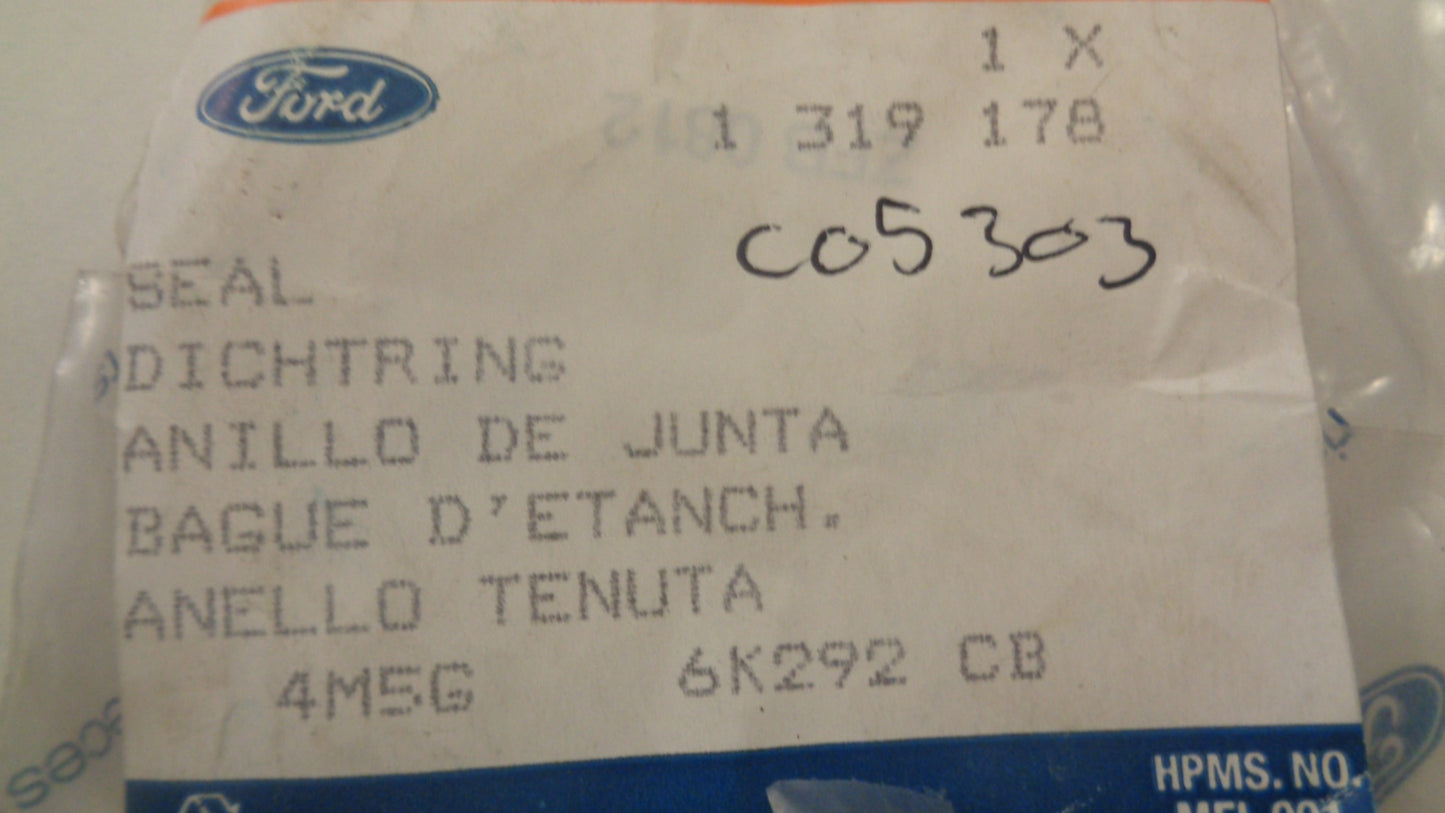 Ford
1 X
1 319 178
C05303
SEAL
DICHTRING
ANILLO DE JUNTA
BAGUE D'ETANCH.
ANELLO TENUTA
4M5G 6K292 CB
HPMS. NO.